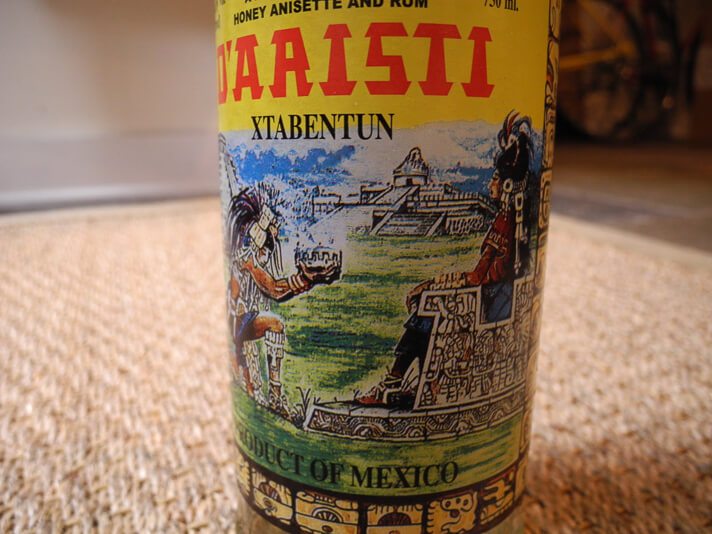 HONEY ANISETTE AND RUM
750 ml.
D'ARISTI
XTABENTUN
PRODUCT OF MEXICO